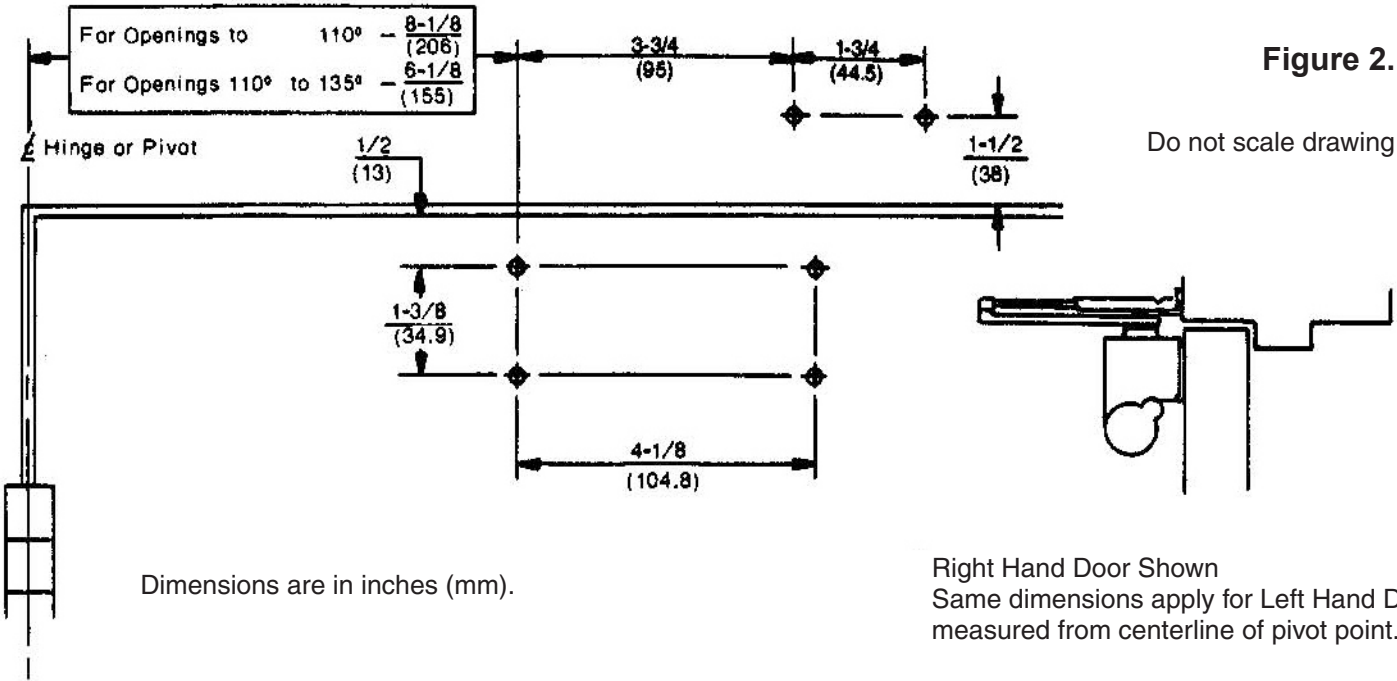 For Openings to 110° – 8-1/8 (206)
For Openings 110° to 135° – 6-1/8 (155)
3-3/4
(95)
1-3/4
(44.5)
Figure 2.
Do not scale drawing
℄ Hinge or Pivot
1/2
(13)
1-1/2
(38)
1-3/8
(34.9)
4-1/8
(104.8)
Dimensions are in inches (mm).
Right Hand Door Shown
Same dimensions apply for Left Hand D
measured from centerline of pivot point.